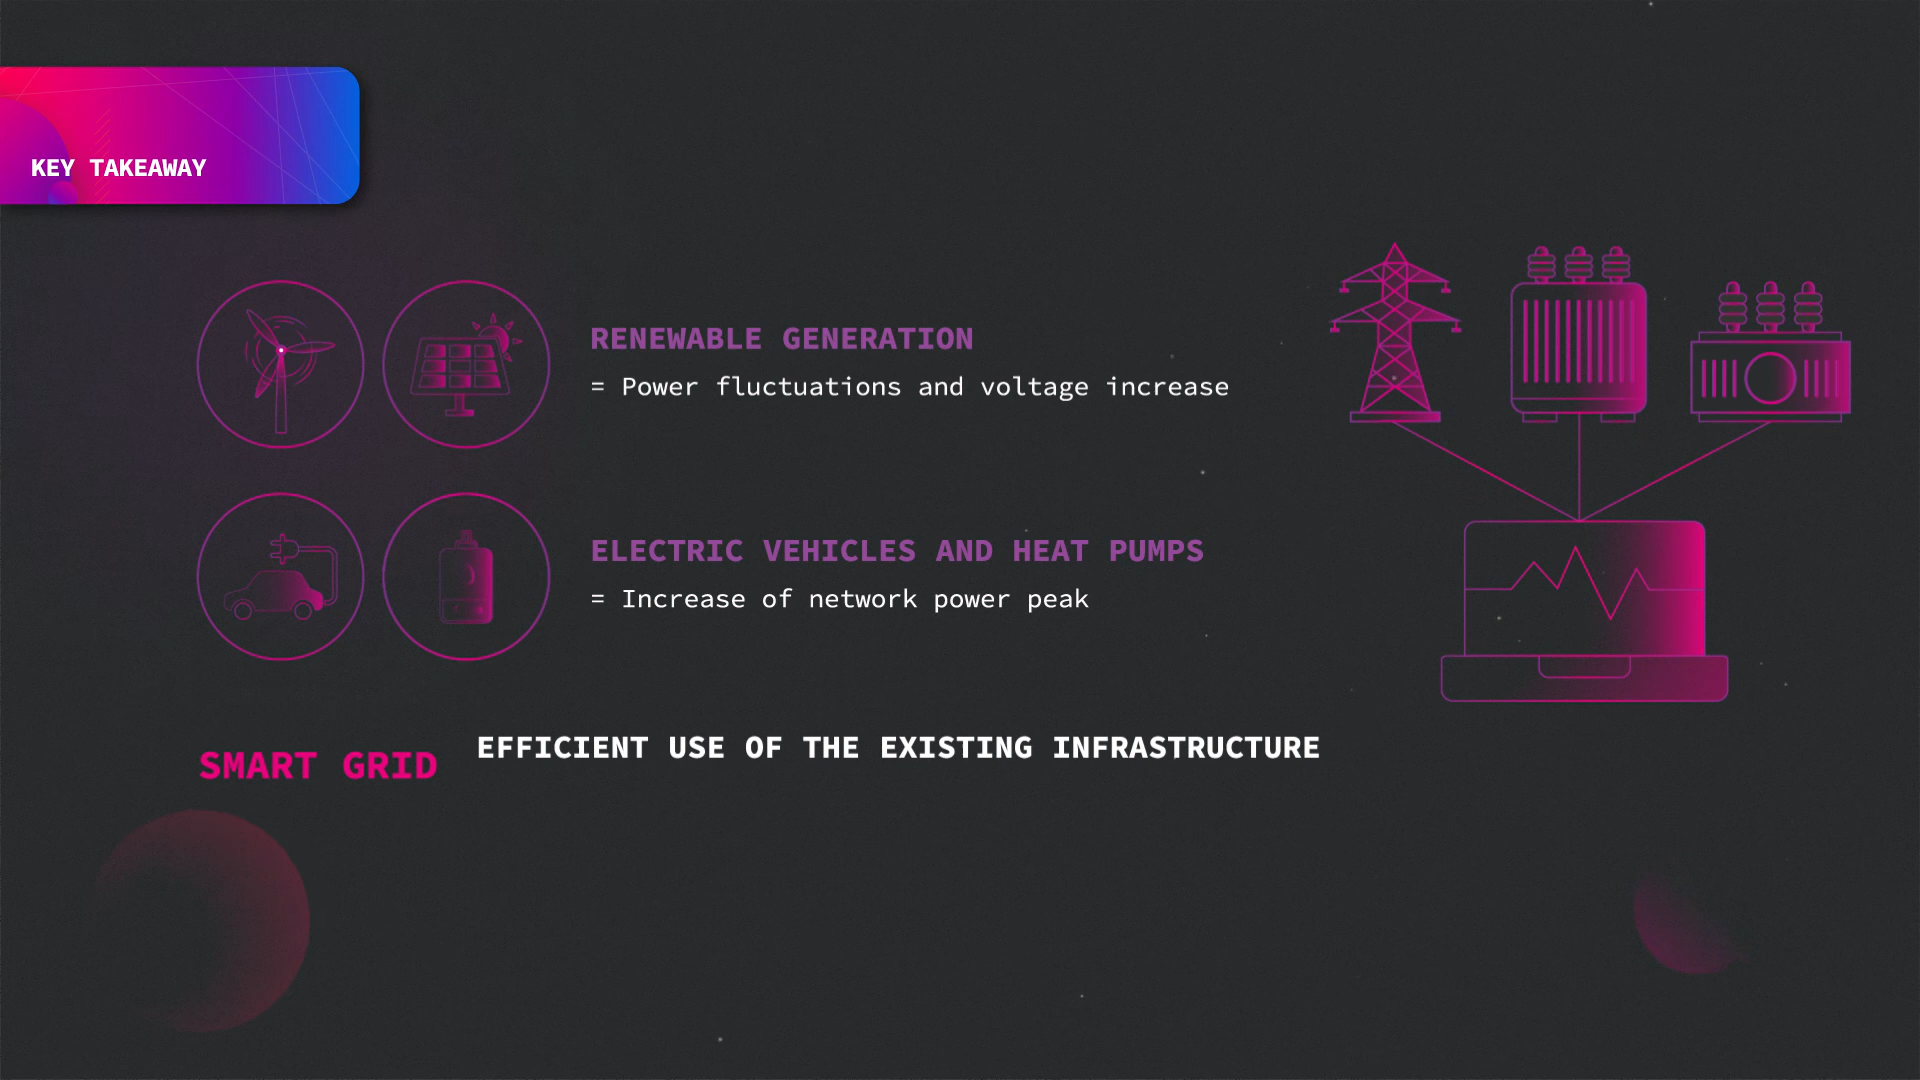 KEY TAKEAWAY
RENEWABLE GENERATION
= Power fluctuations and voltage increase
ELECTRIC VEHICLES AND HEAT PUMPS
= Increase of network power peak
SMART GRID
EFFICIENT USE OF THE EXISTING INFRASTRUCTURE